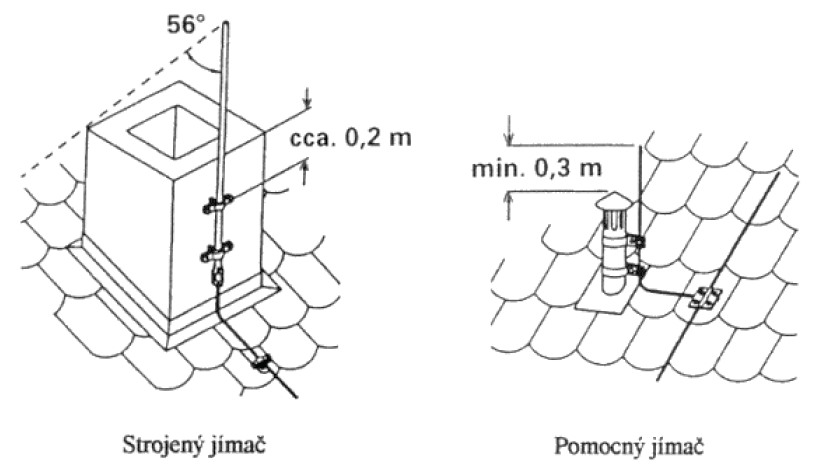 56°
cca. 0,2 m
min. 0,3 m
Strojený jímač
Pomocný jímač